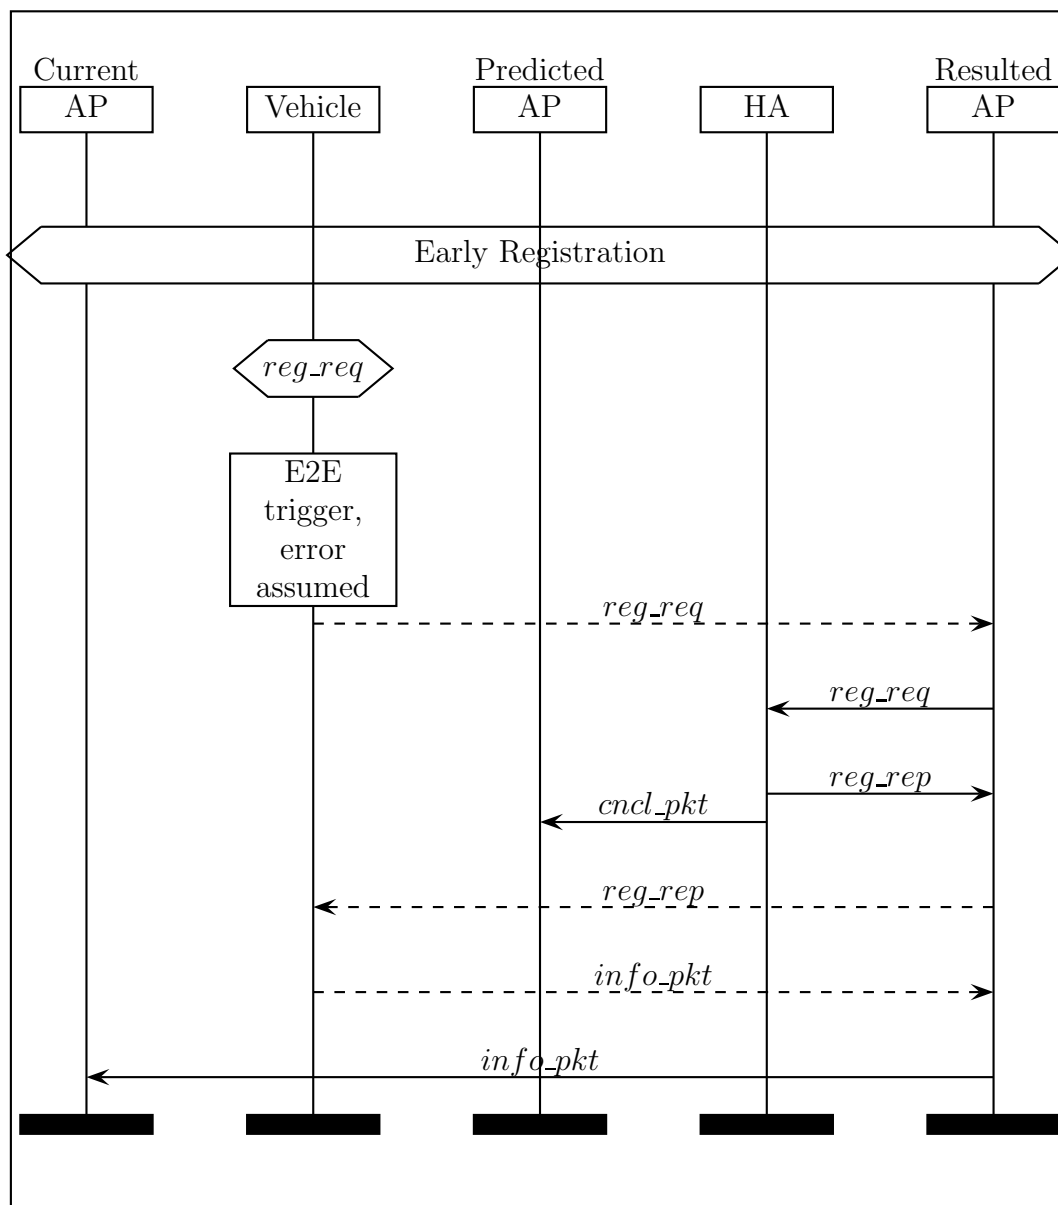 Current
AP
Vehicle
Predicted
AP
HA
Resulted
AP
Early Registration
reg_req
E2E
trigger,
error
assumed
reg_req
reg_req
reg_rep
cncl_pkt
reg_rep
info_pkt
info_pkt